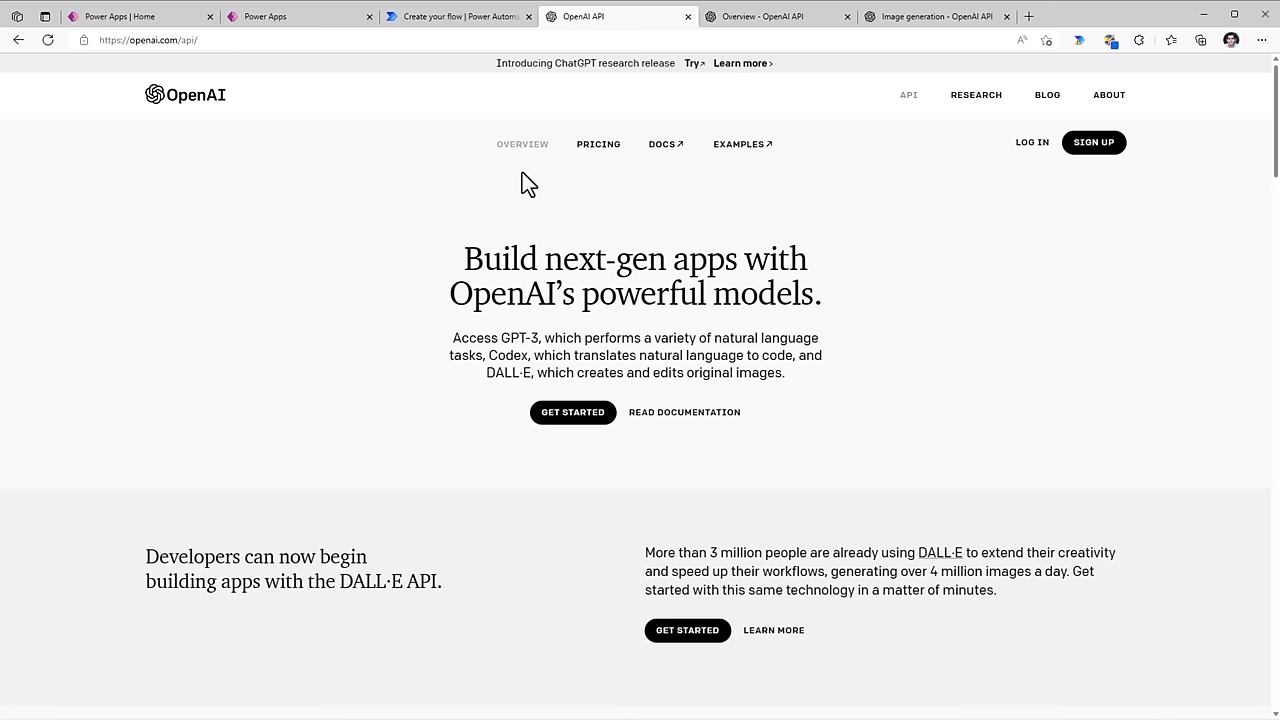 Power Apps | Home
Power Apps
Create your flow | Power Automa
OpenAI API
Overview - OpenAI API
Image generation - OpenAI API
https://openai.com/api/
Introducing ChatGPT research release Try↗ Learn more ›
OpenAI
API RESEARCH BLOG ABOUT
OVERVIEW PRICING DOCS↗ EXAMPLES↗
LOG IN SIGN UP
Build next-gen apps with
OpenAI’s powerful models.
Access GPT-3, which performs a variety of natural language
tasks, Codex, which translates natural language to code, and
DALL·E, which creates and edits original images.
GET STARTED READ DOCUMENTATION
Developers can now begin
building apps with the DALL·E API.
More than 3 million people are already using DALL·E to extend their creativity
and speed up their workflows, generating over 4 million images a day. Get
started with this same technology in a matter of minutes.
GET STARTED LEARN MORE